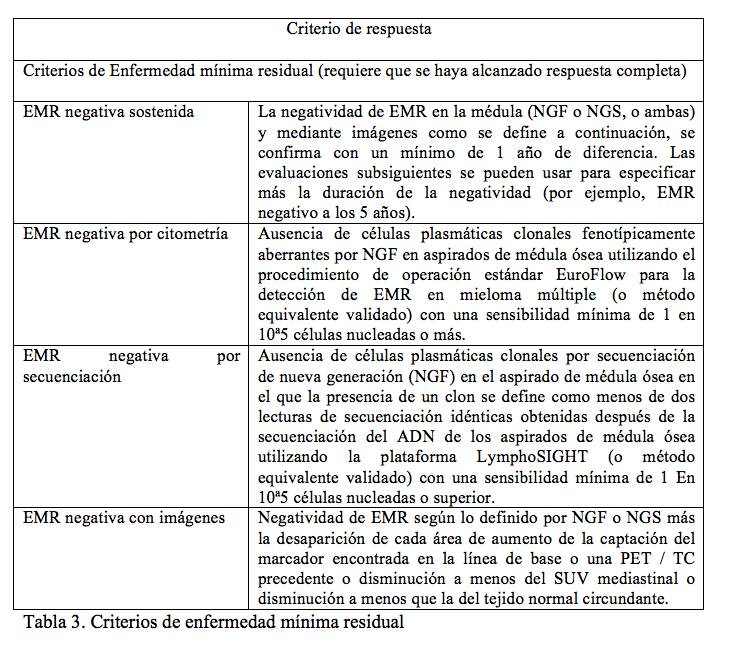 Criterio de respuesta
Criterios de Enfermedad mínima residual (requiere que se haya alcanzado respuesta completa)
EMR negativa sostenida
La negatividad de EMR en la médula (NGF o NGS, o ambas)
y mediante imágenes como se define a continuación, se
confirma con un mínimo de 1 año de diferencia. Las
evaluaciones subsiguientes se pueden usar para especificar
más la duración de la negatividad (por ejemplo, EMR
negativo a los 5 años).
EMR negativa por citometría
Ausencia de células plasmáticas clonales fenotípicamente
aberrantes por NGF en aspirados de médula ósea utilizando el
procedimiento de operación estándar EuroFlow para la
detección de EMR en mieloma múltiple (o método
equivalente validado) con una sensibilidad mínima de 1 en
10ª5 células nucleadas o más.
EMR negativa por
secuenciación
Ausencia de células plasmáticas clonales por secuenciación
de nueva generación (NGF) en el aspirado de médula ósea en
el que la presencia de un clon se define como menos de dos
lecturas de secuenciación idénticas obtenidas después de la
secuenciación del ADN de los aspirados de médula ósea
utilizando la plataforma LymphoSIGHT (o método
equivalente validado) con una sensibilidad mínima de 1 En
10ª5 células nucleadas o superior.
EMR negativa con imágenes
Negatividad de EMR según lo definido por NGF o NGS más
la desaparición de cada área de aumento de la captación del
marcador encontrada en la línea de base o una PET / TC
precedente o disminución a menos del SUV mediastinal o
disminución a menos que la del tejido normal circundante.
Tabla 3. Criterios de enfermedad mínima residual